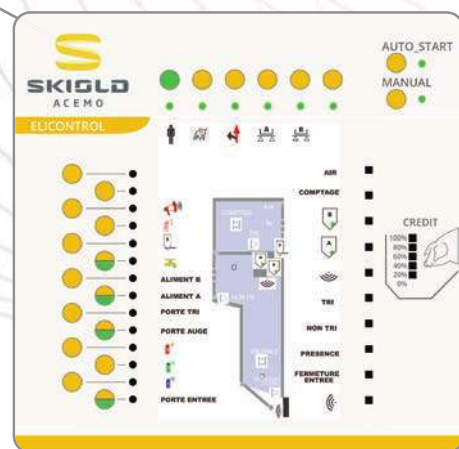 SKIOLD
ACEMO
ELICONTROL
AUTO_START
MANUAL
A
B
AIR
COMPTAGE
B
A
TRI
NON TRI
PRESENCE
FERMETURE
ENTREE
CREDIT
100%
80%
60%
40%
20%
0%
ALIMENT B
ALIMENT A
PORTE TRI
PORTE AUGE
PORTE ENTREE